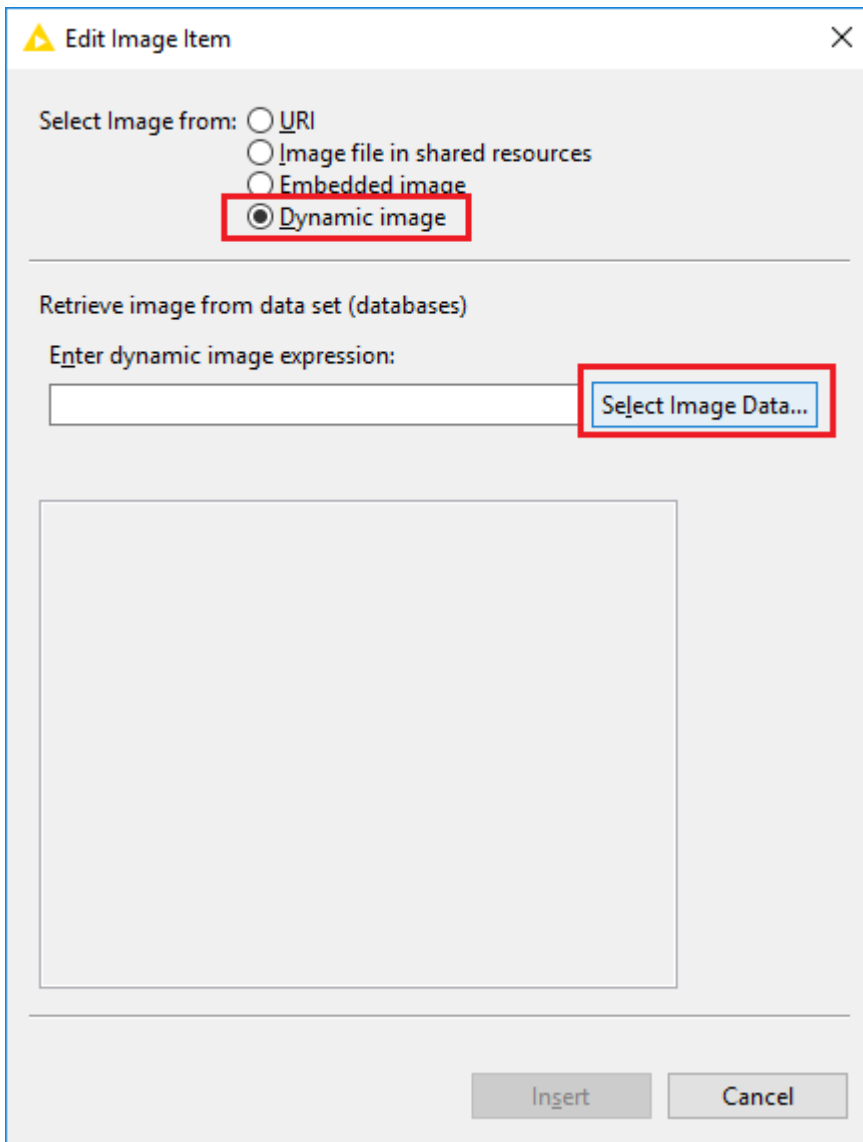 Edit Image Item
Select Image from: URI
Image file in shared resources
Embedded image
Dynamic image
Retrieve image from data set (databases)
Enter dynamic image expression:
Select Image Data...
Insert
Cancel